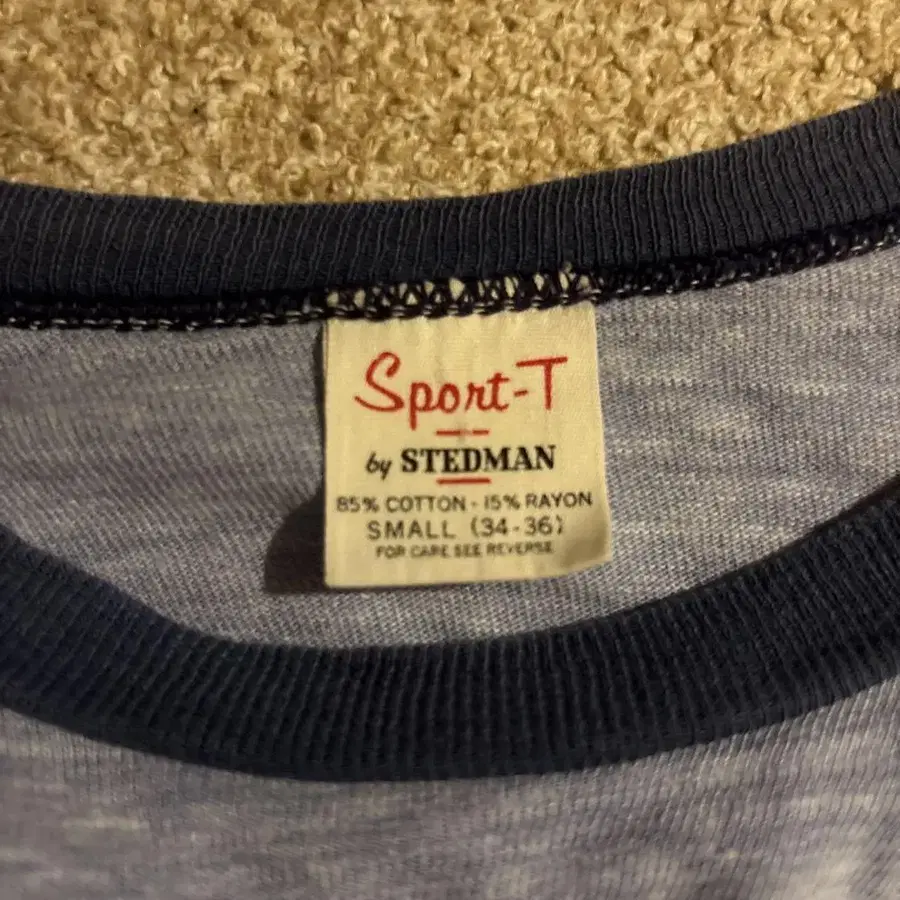 Sport-T
by STEDMAN
85% COTTON - 15% RAYON
SMALL (34-36)
FOR CARE SEE REVERSE